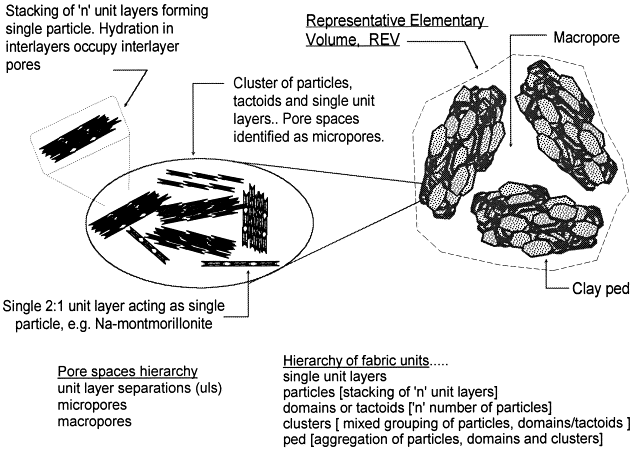 Stacking of 'n' unit layers forming
single particle. Hydration in
interlayers occupy interlayer
pores
Representative Elementary
Volume, REV
Macropore
Cluster of particles,
tactoids and single unit
layers.. Pore spaces
identified as micropores.
Clay ped
Single 2:1 unit layer acting as single
particle, e.g. Na-montmorillonite
Pore spaces hierarchy
unit layer separations (uls)
micropores
macropores
Hierarchy of fabric units.....
single unit layers
particles [stacking of 'n' unit layers]
domains or tactoids ['n' number of particles]
clusters [ mixed grouping of particles, domains/tactoids ]
ped [aggregation of particles, domains and clusters]